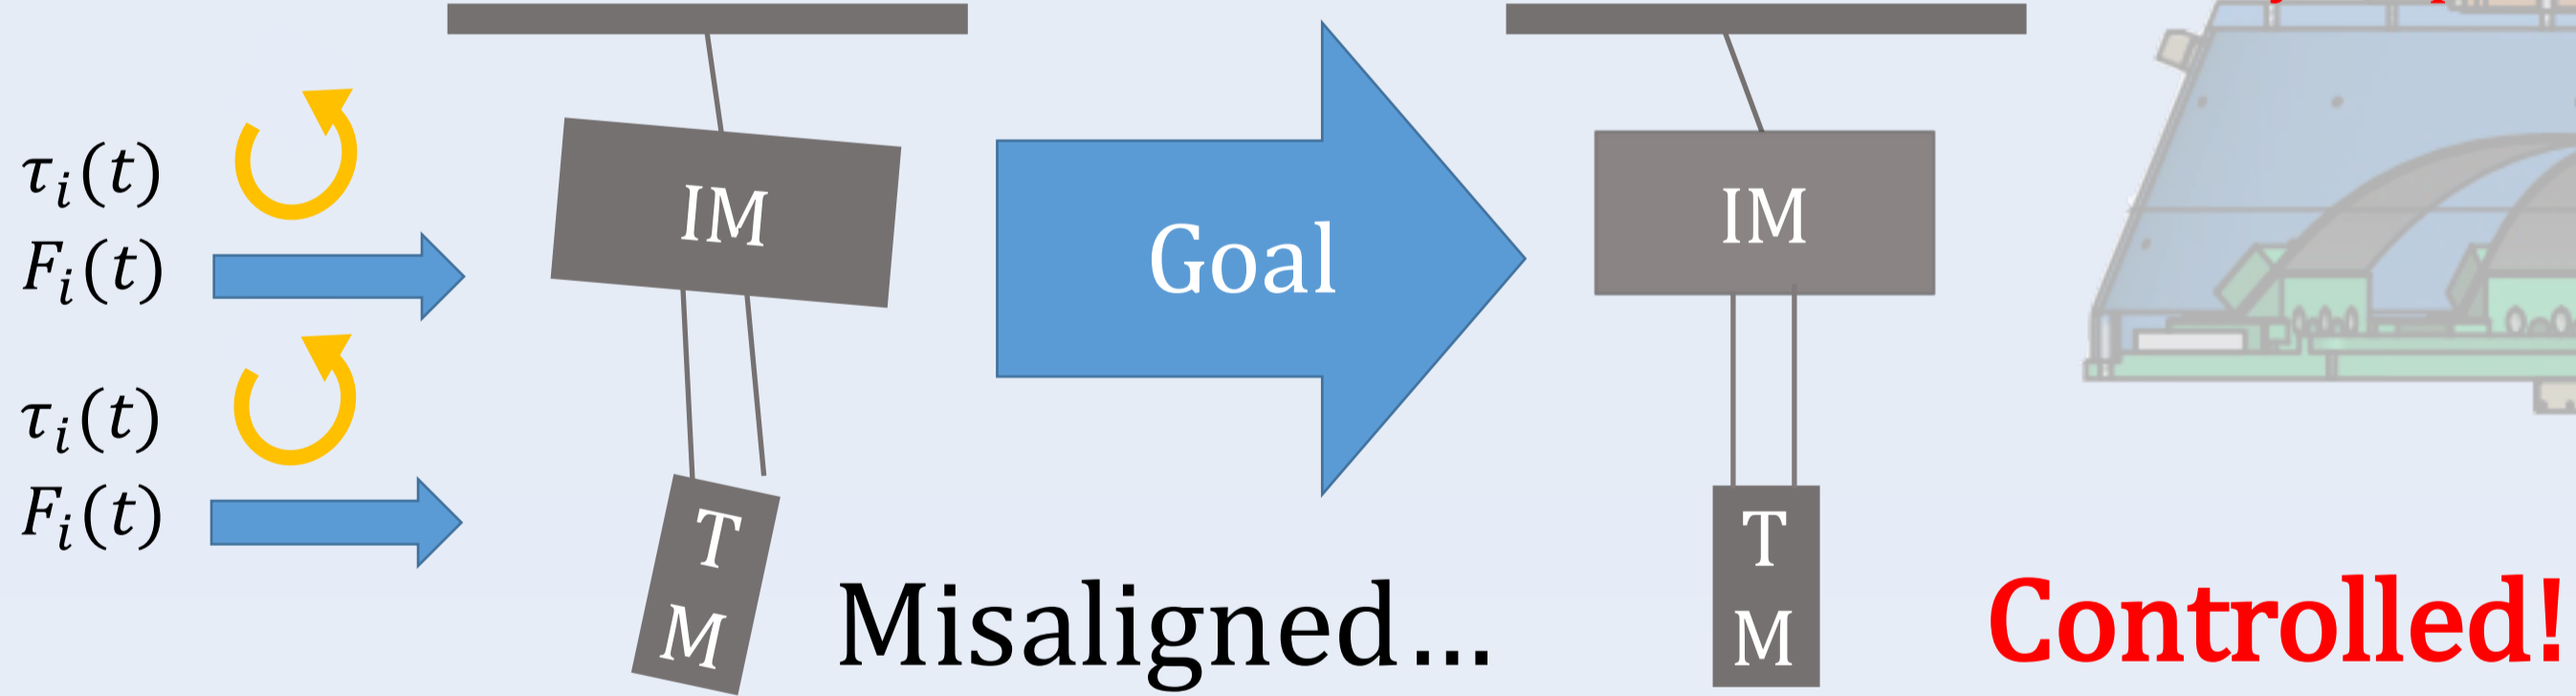 τᵢ(t)
Fᵢ(t)
τᵢ(t)
Fᵢ(t)
IM
T
M
Misaligned...
Goal
IM
T
M
Controlled!